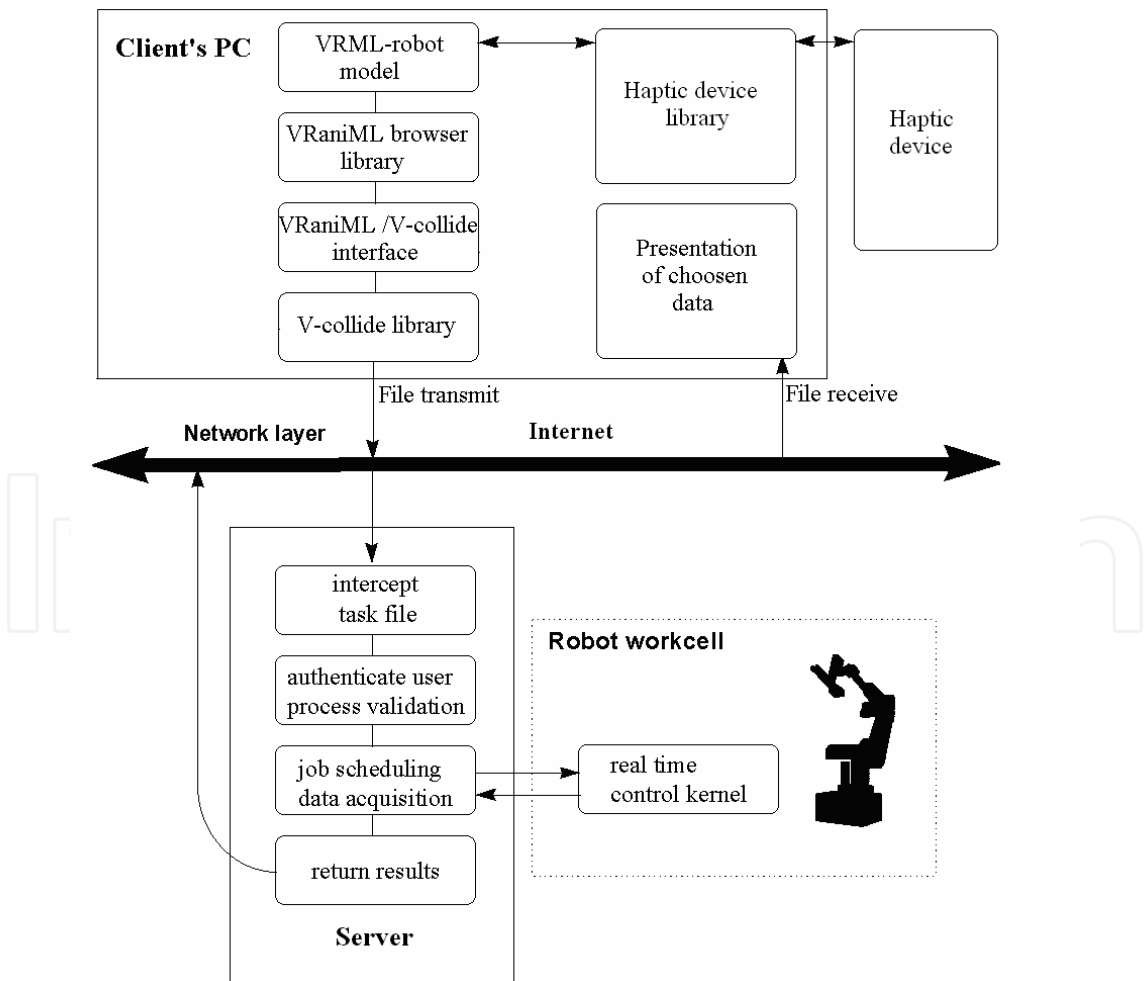 Client's PC
VRML-robot
model
Haptic device
library
Haptic
device
VRaniML browser
library
VRaniML /V-collide
interface
Presentation
of choosen
data
V-collide library
File transmit
File receive
Network layer
Internet
intercept
task file
Robot workcell
authenticate user
process validation
job scheduling
data acquisition
real time
control kernel
return results
Server